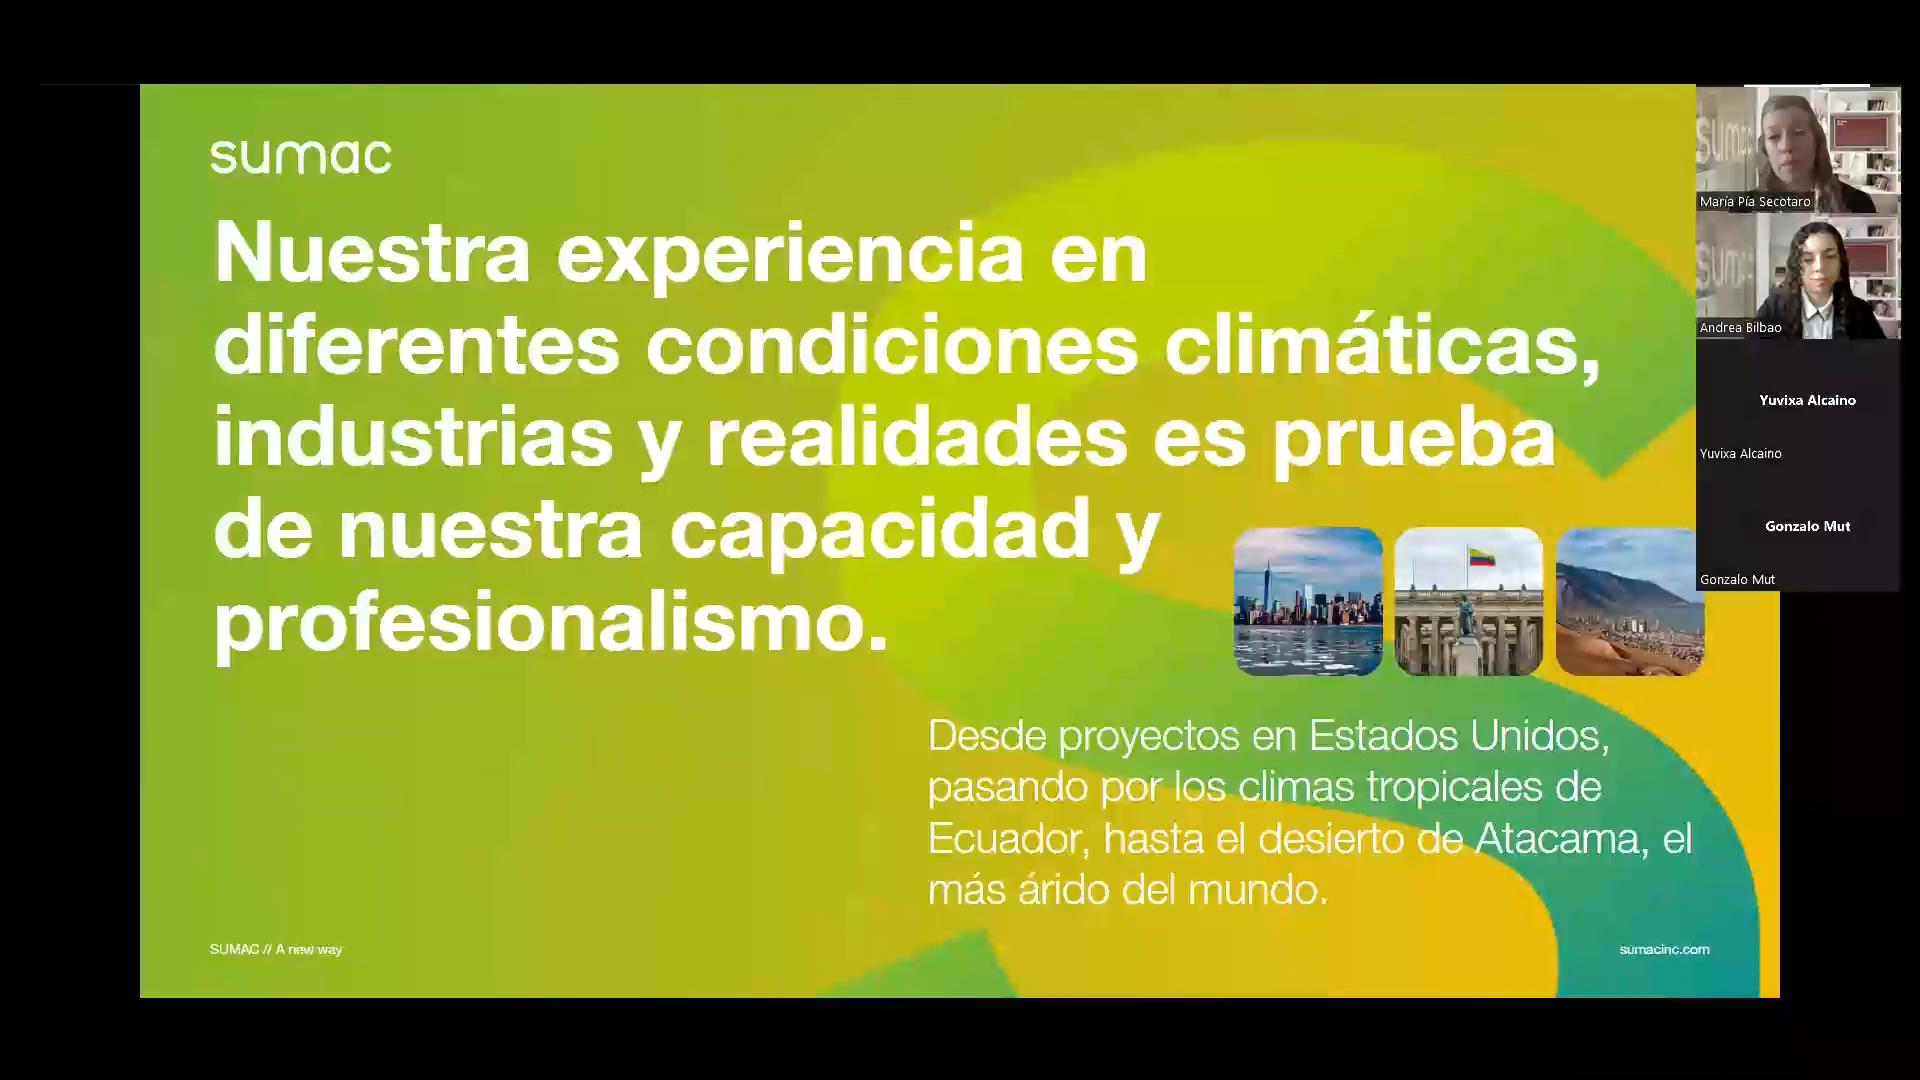 sumac
Nuestra experiencia en
diferentes condiciones climáticas,
industrias y realidades es prueba
de nuestra capacidad y
profesionalismo.
Desde proyectos en Estados Unidos,
pasando por los climas tropicales de
Ecuador, hasta el desierto de Atacama, el
más árido del mundo.
SUMAC // A new way
sumacinc.com
sumac
María Pía Secotaro
sumac
Andrea Bilbao
Yuvixa Alcaino
Yuvixa Alcaino
Gonzalo Mut
Gonzalo Mut